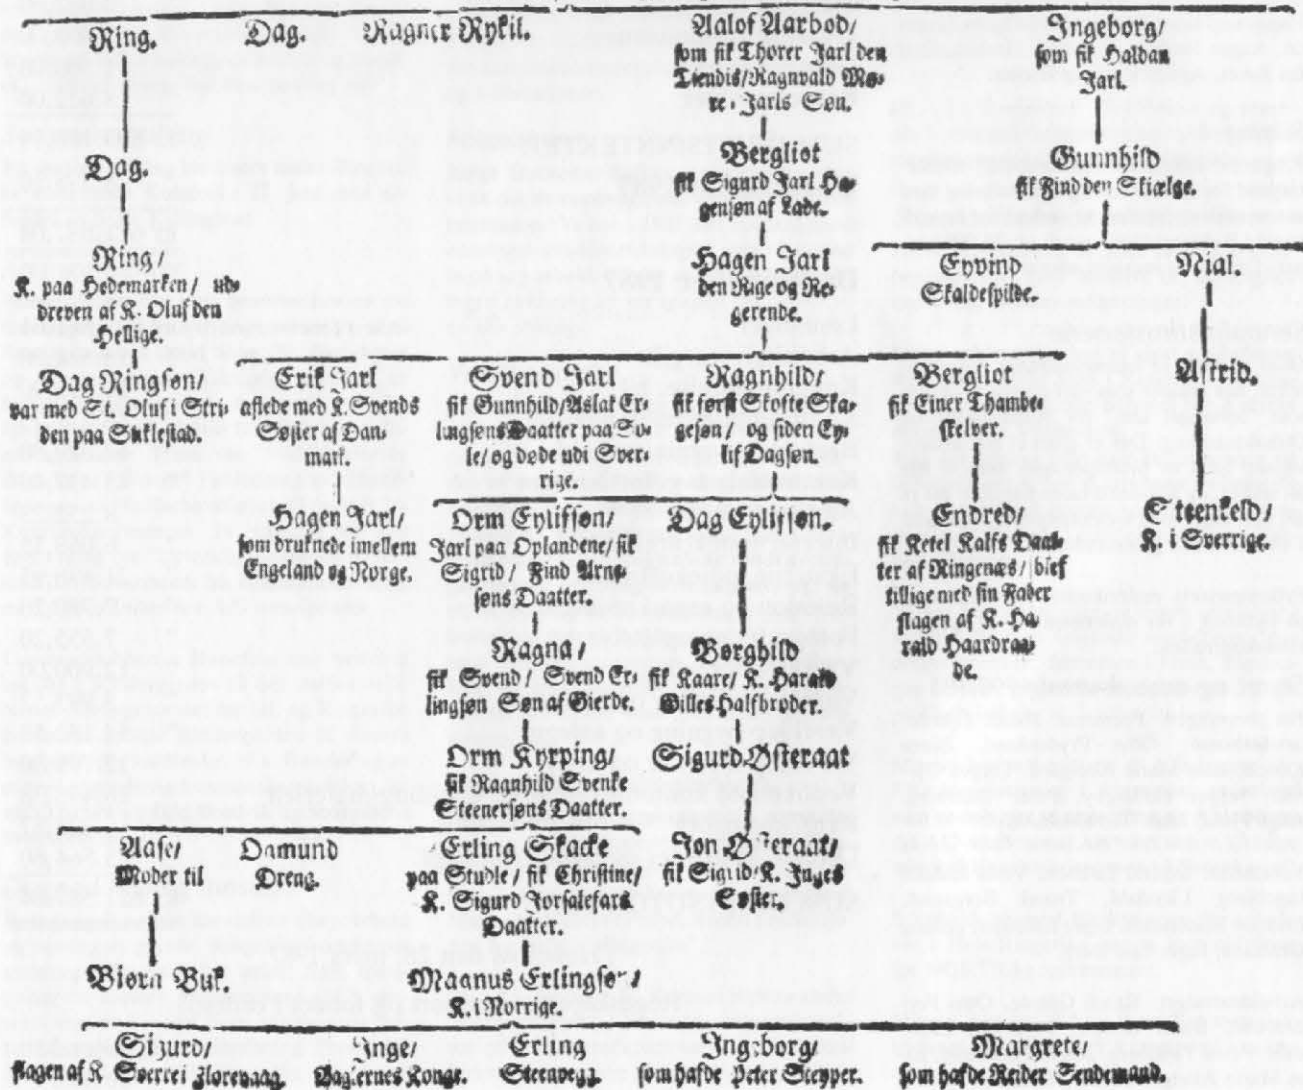 Ring.
Dag.
Ragner Rykil.
Aalof Aarbod/
som fik Thorer Jarl den
Tiendis/Ragnvald Mø-
re-Jarls Søn.
Ingeborg/
som fik Haldan
Jarl.
Dag.
Bergliot
fik Sigurd Jarl Ha-
gensøn af Lade.
Gunnhild
fik Find den Skiælge.
Ring/
K. paa Hedemarken/ ud-
dreven af K. Oluf den
Hellige.
Hagen Jarl
den Rige og Re-
gerende.
Eyvind
Skaldespilde.
Nial.
Dag Ringsøn/
var med St. Oluf i Stri-
den paa Stiklestad.
Erik Jarl
aflede med K. Svends
Søster af Dan-
mark.
Svend Jarl
fik Gunnhild/Aslak Er-
lingsøns Daatter paa So-
le/ og døde udi Sver-
rige.
Ragnhild/
fik først Skofte Ska-
gesøn/ og siden Ey-
lif Dagsøn.
Bergliot
fik Einer Thambe-
skelver.
Astrid.
Hagen Jarl/
som druknede imellem
Engeland og Norge.
Orm Eylifsøn/
Jarl paa Oplandene/ fik
Sigrid/ Find Arne-
søns Daatter.
Dag Eylifsøn.
Endred/
fik Ketel Kalfs Daat-
ter af Ringenæs/ blef
tillige med sin Fader
slagen af K. Ha-
rald Haardraa-
de.
Steenkeld/
K. i Sverrige.
Ragna/
fik Svend/ Svend Er-
lingsøn Søn af Gierde.
Borghild
fik Kaare/ K. Harald
Gilles Halfbroder.
Orm Kyrping/
fik Ragnhild Svenke
Steenersøns Daatter.
Sigurd Østeraat
Aase/
Moder til
Oamund
Dreng.
Erling Skacke
paa Studle/ fik Christine/
K. Sigurd Jorsalefars
Daatter.
Jon Østeraat/
fik Sigrid/K. Inges
Søster.
Biørn Buk.
Magnus Erlingsøn/
K. i Norrige.
Sigurd/
slagen af K. Sverre i Florevaag.
Inge/
Baglernes Konge.
Erling
Steenvegg.
Ingeborg/
som hafde Peter Steyper.
Margrete/
som hafde Reider Sendemand.